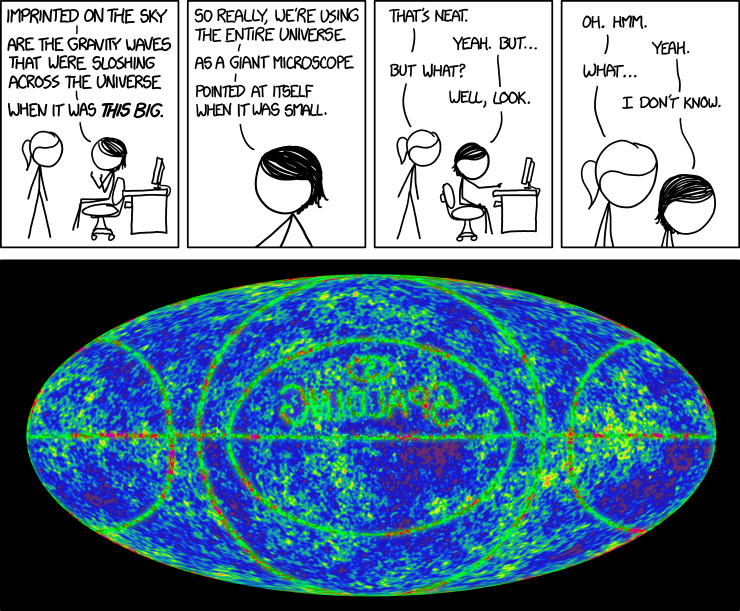 IMPRINTED ON THE SKY
ARE THE GRAVITY WAVES
THAT WERE SLOSHING
ACROSS THE UNIVERSE
WHEN IT WAS THIS BIG.
SO REALLY, WE'RE USING
THE ENTIRE UNIVERSE
AS A GIANT MICROSCOPE
POINTED AT ITSELF
WHEN IT WAS SMALL.
THAT'S NEAT.
YEAH. BUT...
BUT WHAT?
WELL, LOOK.
OH. HMM.
YEAH.
WHAT...
I DON'T KNOW.
SPALDING